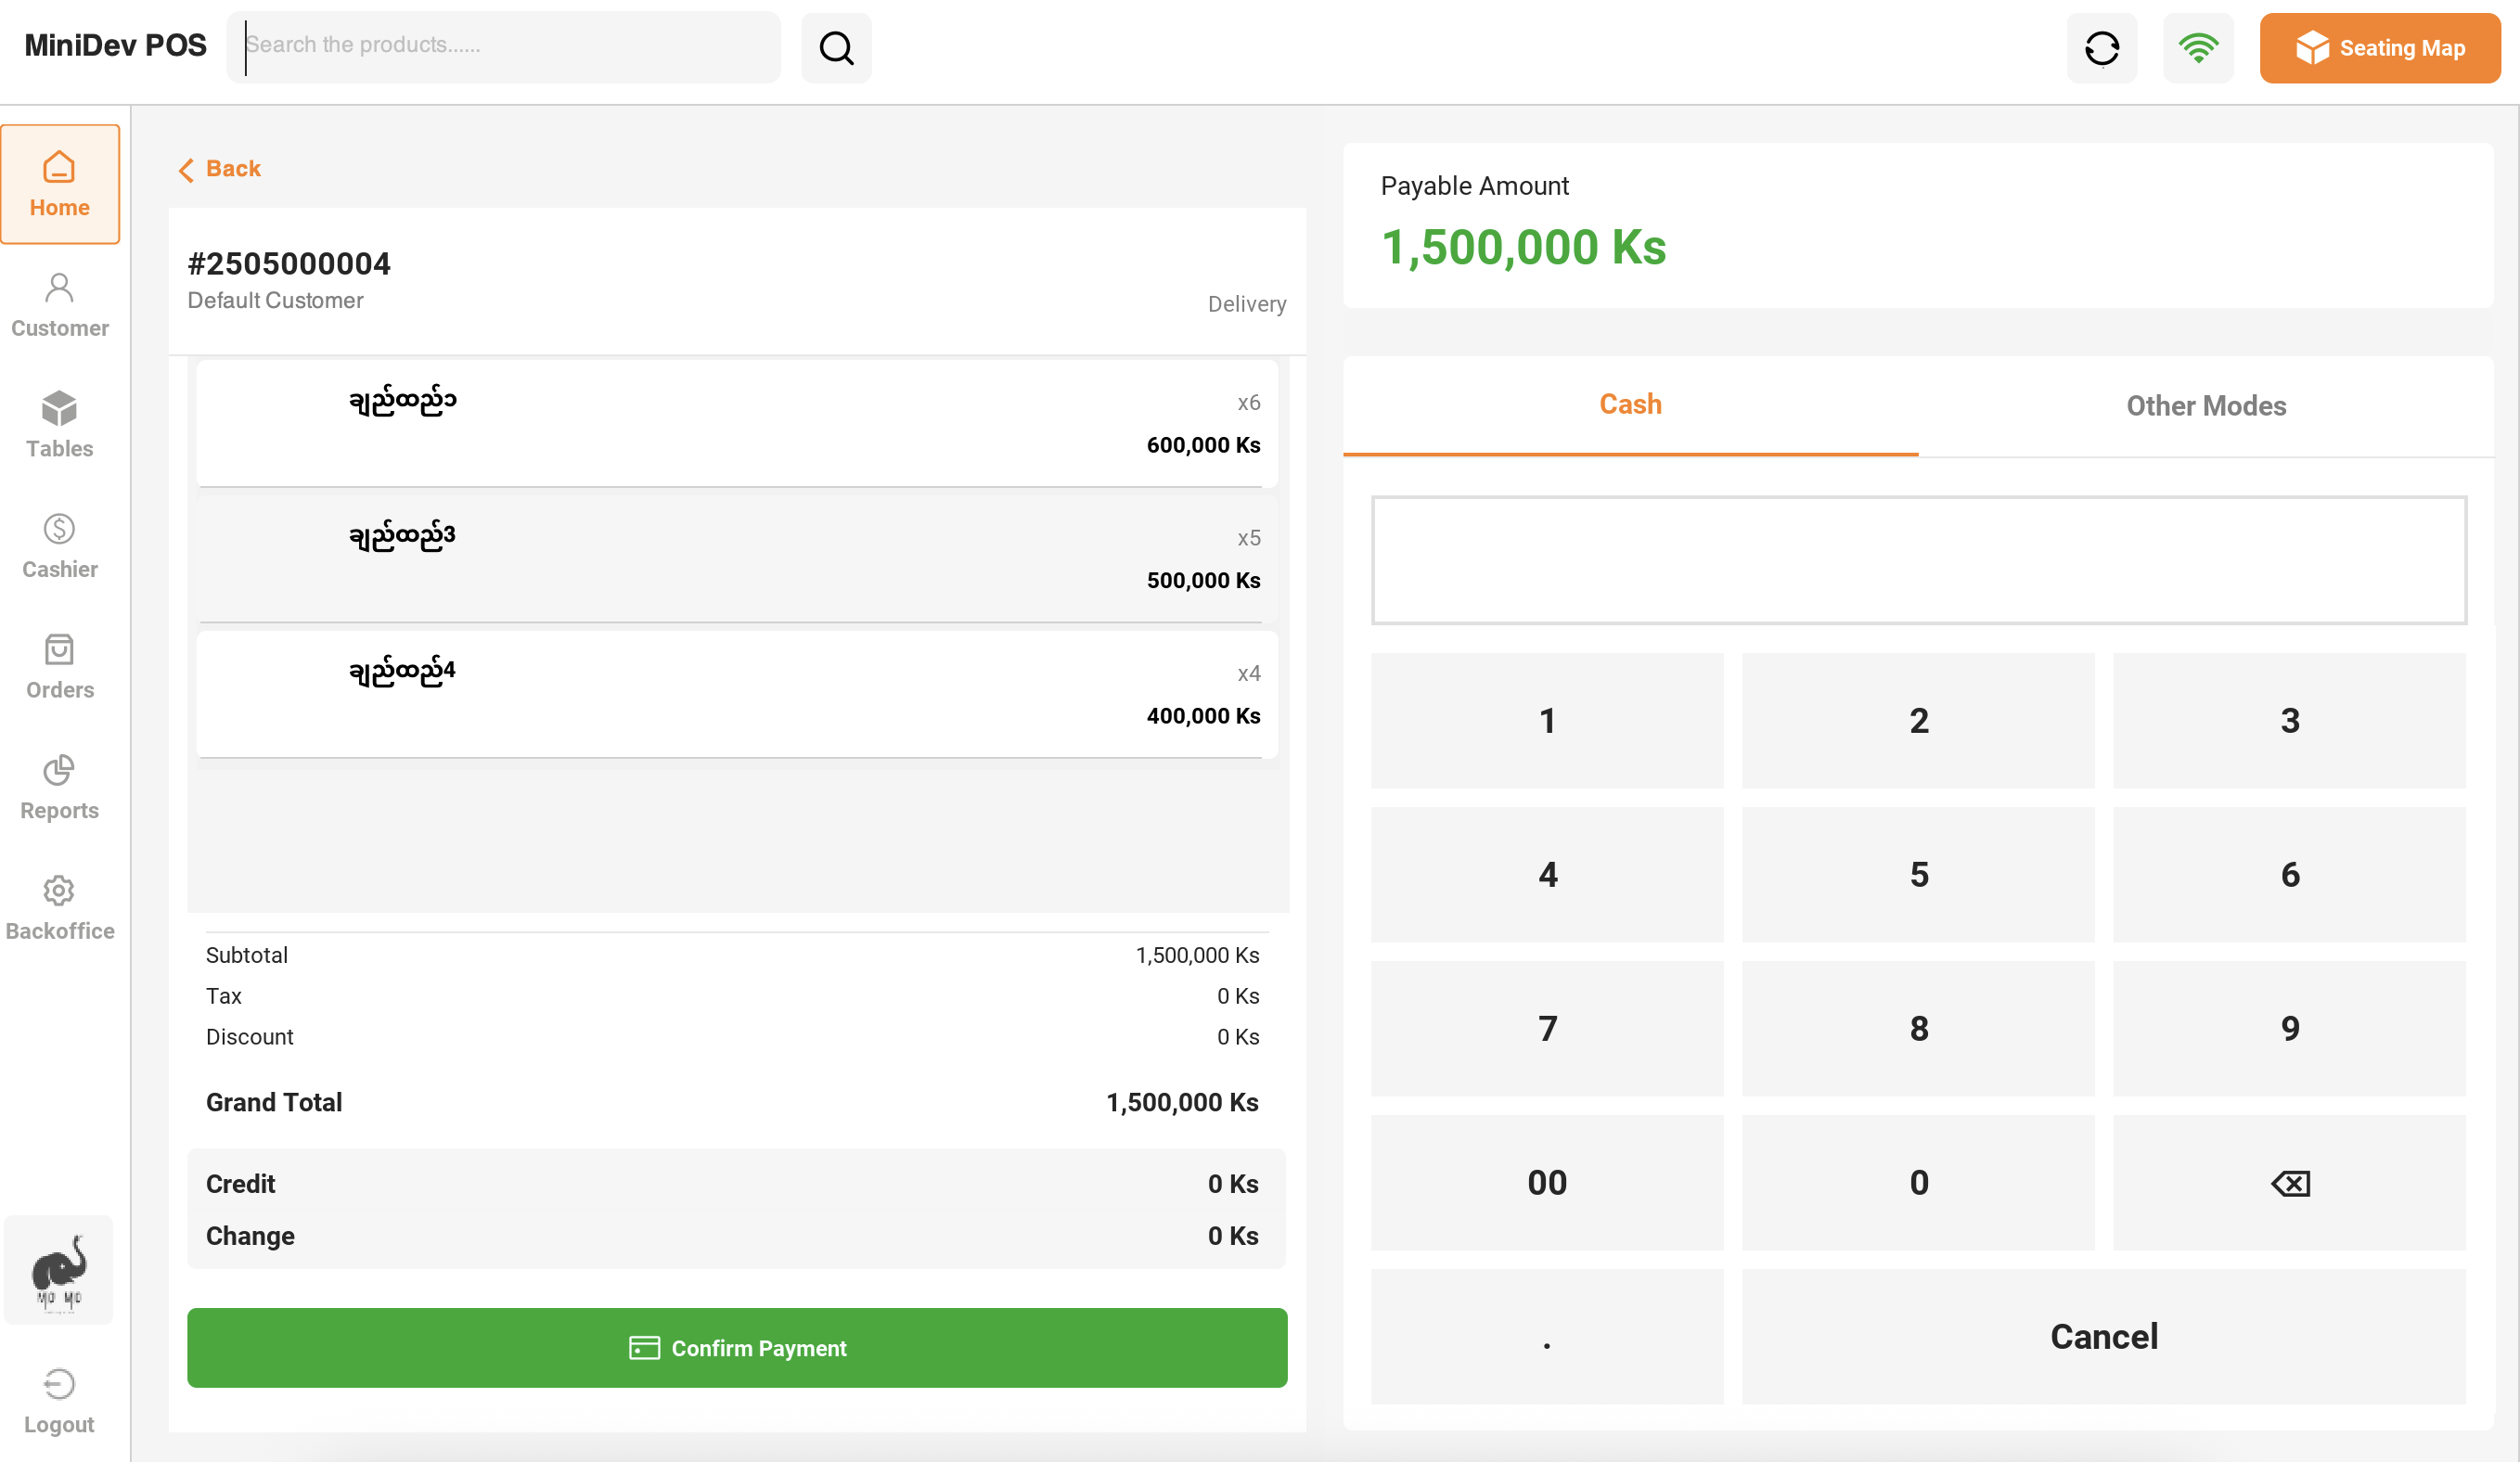 MiniDev POS
Search the products......
Seating Map
Home
Customer
Tables
Cashier
Orders
Reports
Backoffice
Logout
Back
#2505000004
Default Customer
Delivery
ချည်ထည်၁
x6
600,000 Ks
ချည်ထည်3
x5
500,000 Ks
ချည်ထည်4
x4
400,000 Ks
Subtotal 1,500,000 Ks
Tax 0 Ks
Discount 0 Ks
Grand Total 1,500,000 Ks
Credit 0 Ks
Change 0 Ks
Confirm Payment
Payable Amount
1,500,000 Ks
Cash Other Modes
1 2 3
4 5 6
7 8 9
00 0
. Cancel